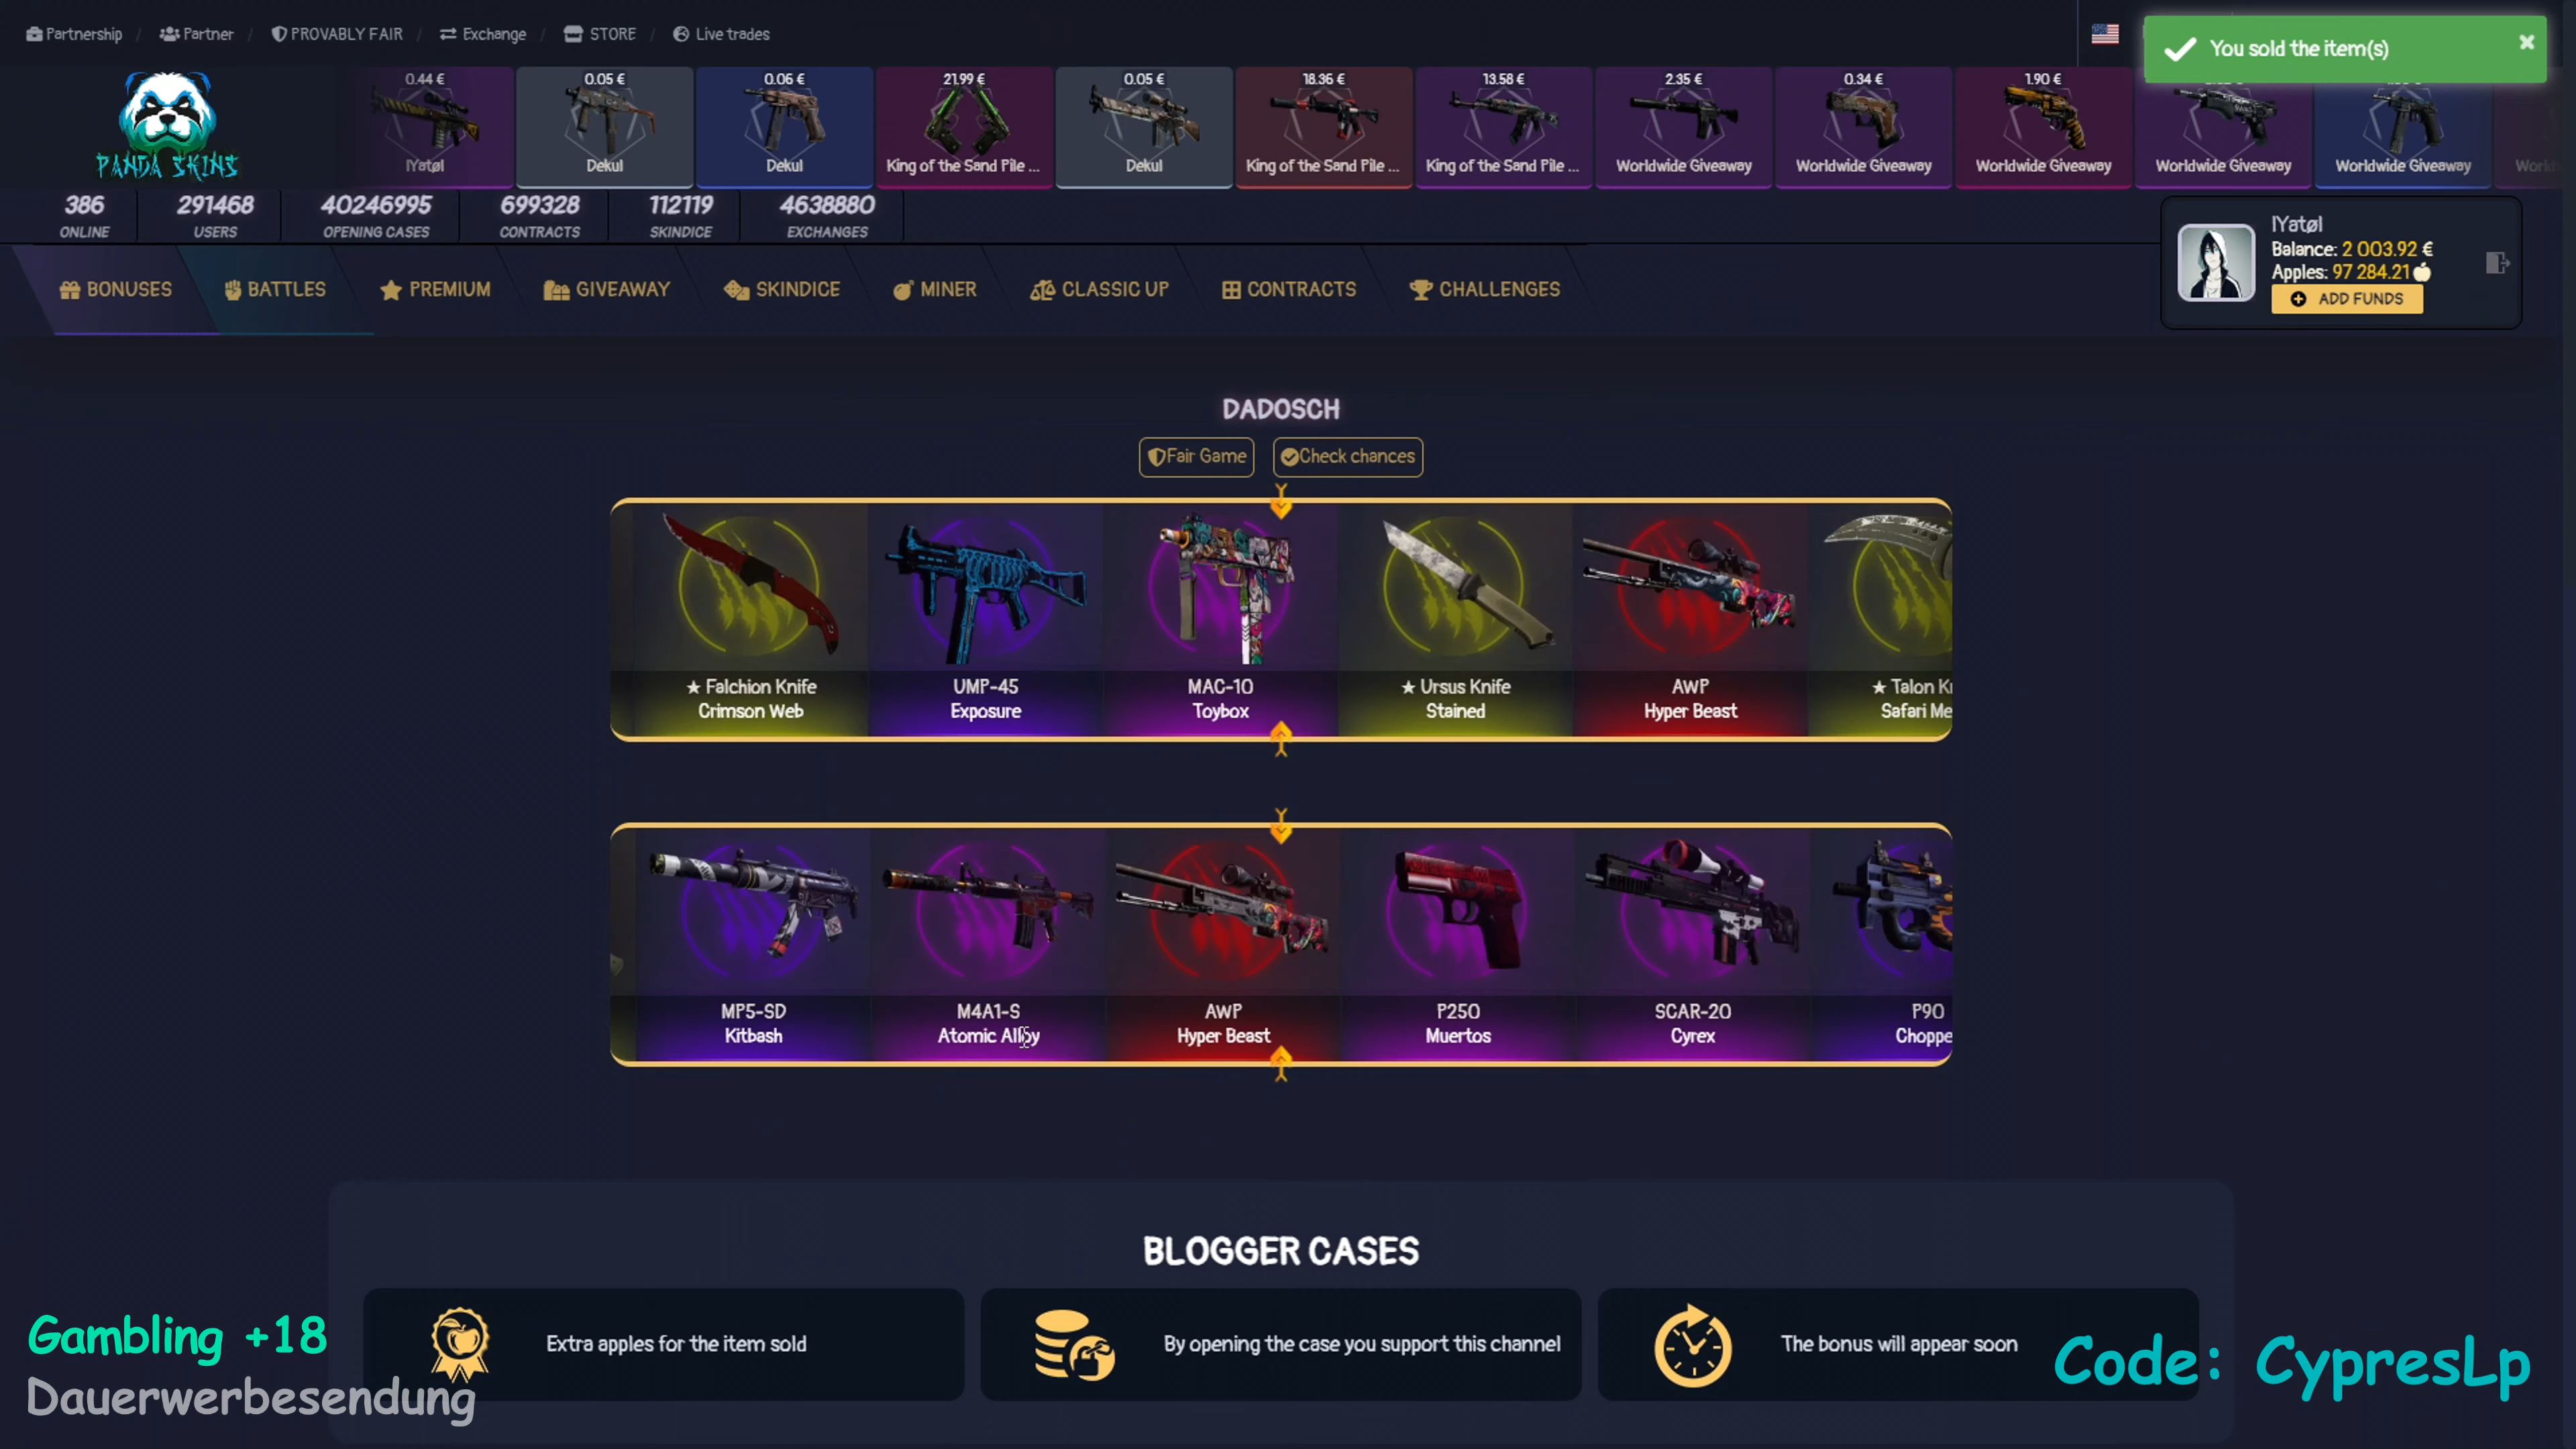 Partnership / Partner / PROVABLY FAIR / Exchange / STORE / Live trades
You sold the item(s)
PANDA SKINS
0.44 €
IYatøl
0.05 €
Dekul
0.06 €
Dekul
21.99 €
King of the Sand Pile ...
0.05 €
Dekul
18.36 €
King of the Sand Pile ...
13.58 €
King of the Sand Pile ...
2.35 €
Worldwide Giveaway
0.34 €
Worldwide Giveaway
1.90 €
Worldwide Giveaway
Worldwide Giveaway
Worldwide Giveaway
386
ONLINE
291468
USERS
40246995
OPENING CASES
699328
CONTRACTS
112119
SKINDICE
4638880
EXCHANGES
IYatøl
Balance: 2 003.92 €
Apples: 97 284.21
ADD FUNDS
BONUSES
BATTLES
PREMIUM
GIVEAWAY
SKINDICE
MINER
CLASSIC UP
CONTRACTS
CHALLENGES
DADOSCH
Fair Game
Check chances
★ Falchion Knife
Crimson Web
UMP-45
Exposure
MAC-10
Toybox
★ Ursus Knife
Stained
AWP
Hyper Beast
★ Talon K
Safari Me
MP5-SD
Kitbash
M4A1-S
Atomic Alloy
AWP
Hyper Beast
P250
Muertos
SCAR-20
Cyrex
P90
Choppe
BLOGGER CASES
Extra apples for the item sold
By opening the case you support this channel
The bonus will appear soon
Gambling +18
Dauerwerbesendung
Code: CypresLp